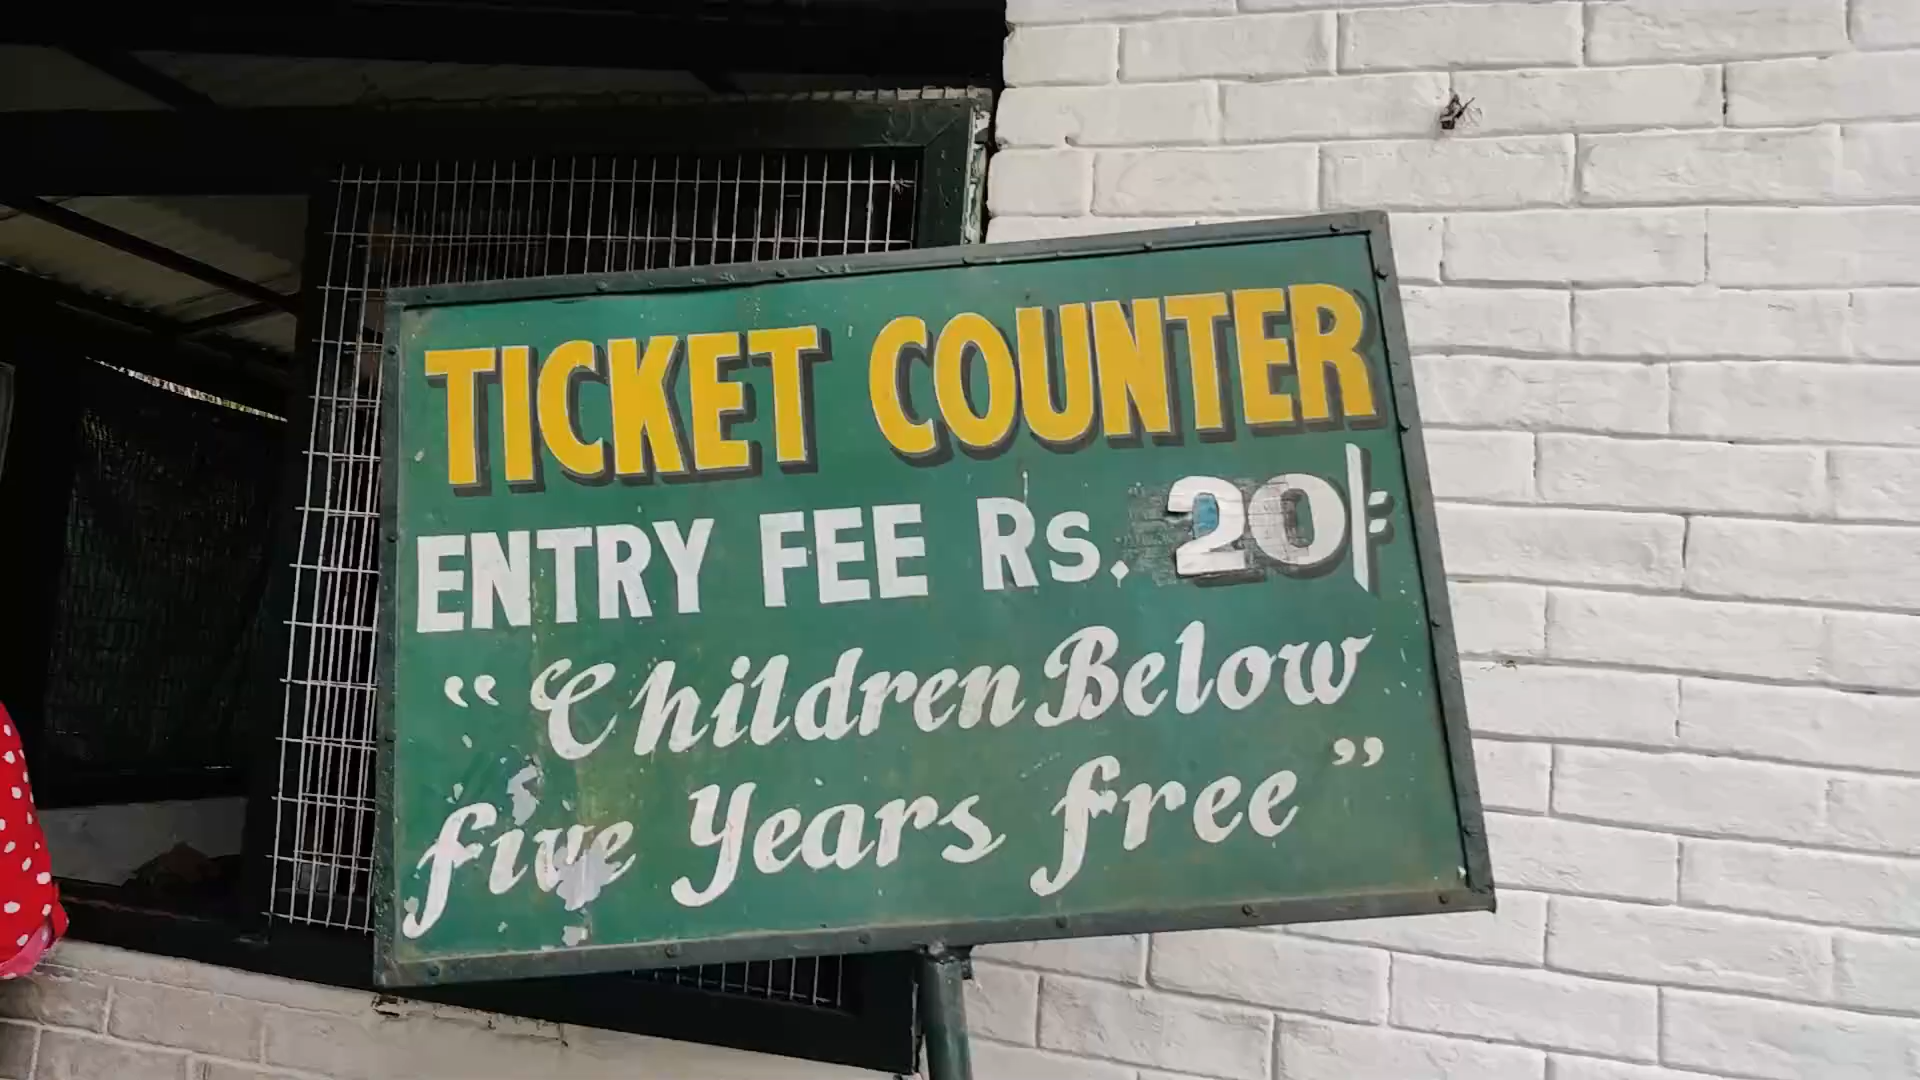 TICKET COUNTER
ENTRY FEE Rs. 20/-
"Children Below
five Years free"